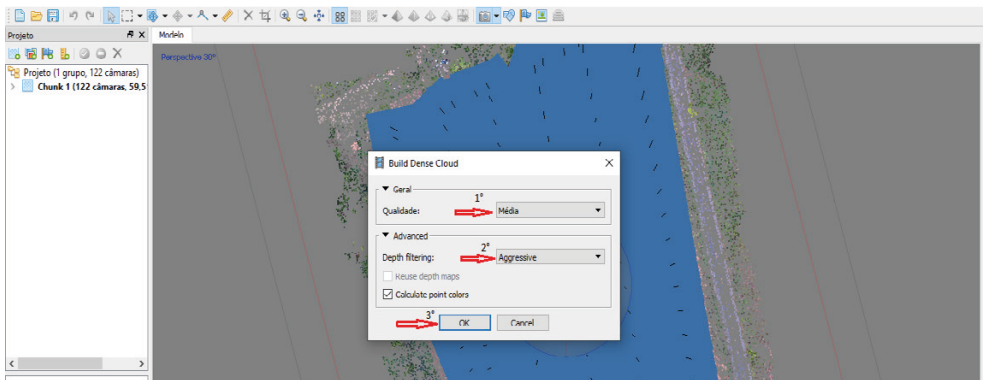 Projeto
Modelo
Perspective 30°
Projeto (1 grupo, 122 câmaras)
Chunk 1 (122 câmaras, 59,5
Build Dense Cloud
Geral
1°
Qualidade:
Média
Advanced
2°
Depth filtering:
Aggressive
Reuse depth maps
Calculate point colors
3°
OK
Cancel